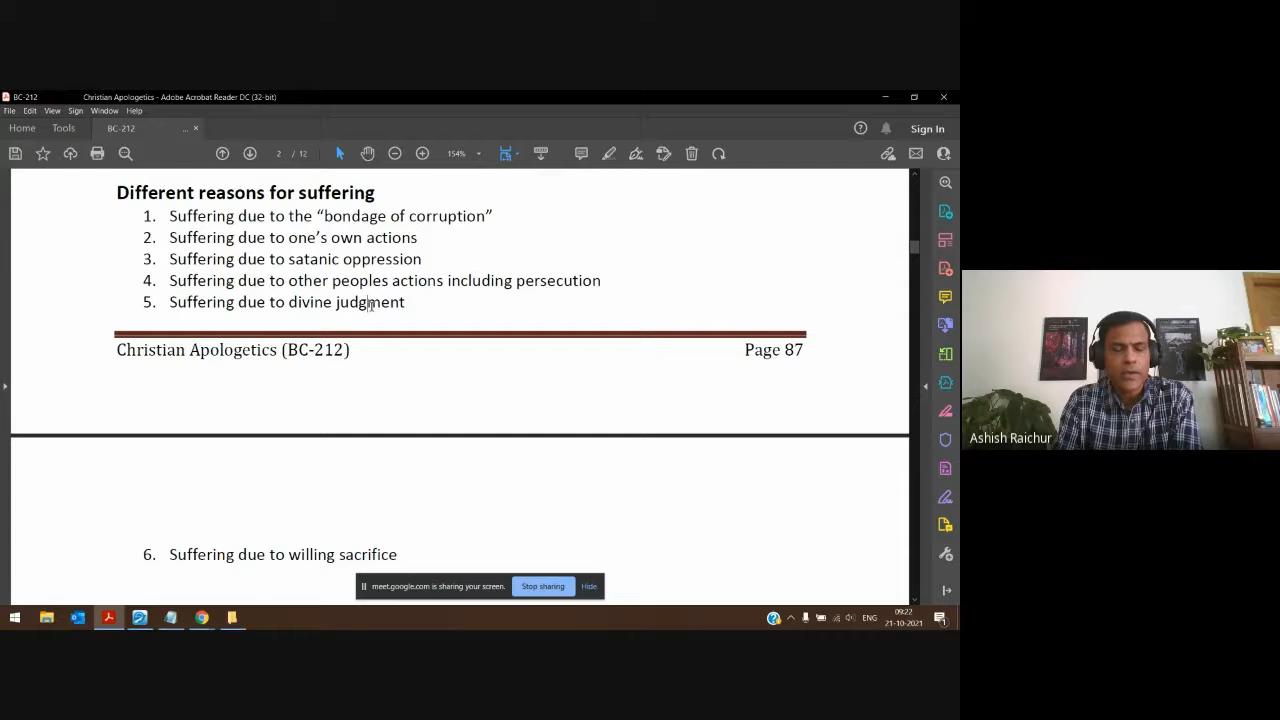 BC-212 Christian Apologetics - Adobe Acrobat Reader DC (32-bit)
File Edit View Sign Window Help
Home Tools BC-212 ... × Sign In
2 / 12 154%
Different reasons for suffering
1. Suffering due to the “bondage of corruption”
2. Suffering due to one’s own actions
3. Suffering due to satanic oppression
4. Suffering due to other peoples actions including persecution
5. Suffering due to divine judgment
Christian Apologetics (BC-212) Page 87
Ashish Raichur
6. Suffering due to willing sacrifice
meet.google.com is sharing your screen. Stop sharing Hide
ENG 09:22
21-10-2021